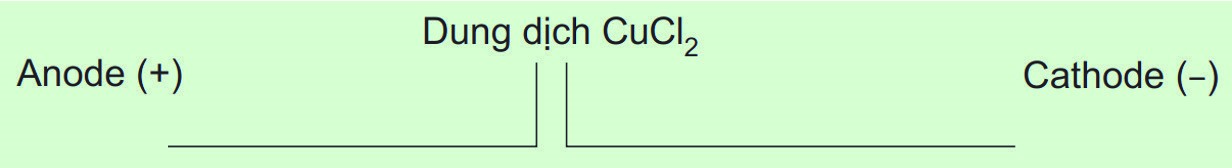 Dung dịch CuCl₂
Anode (+)
Cathode (–)